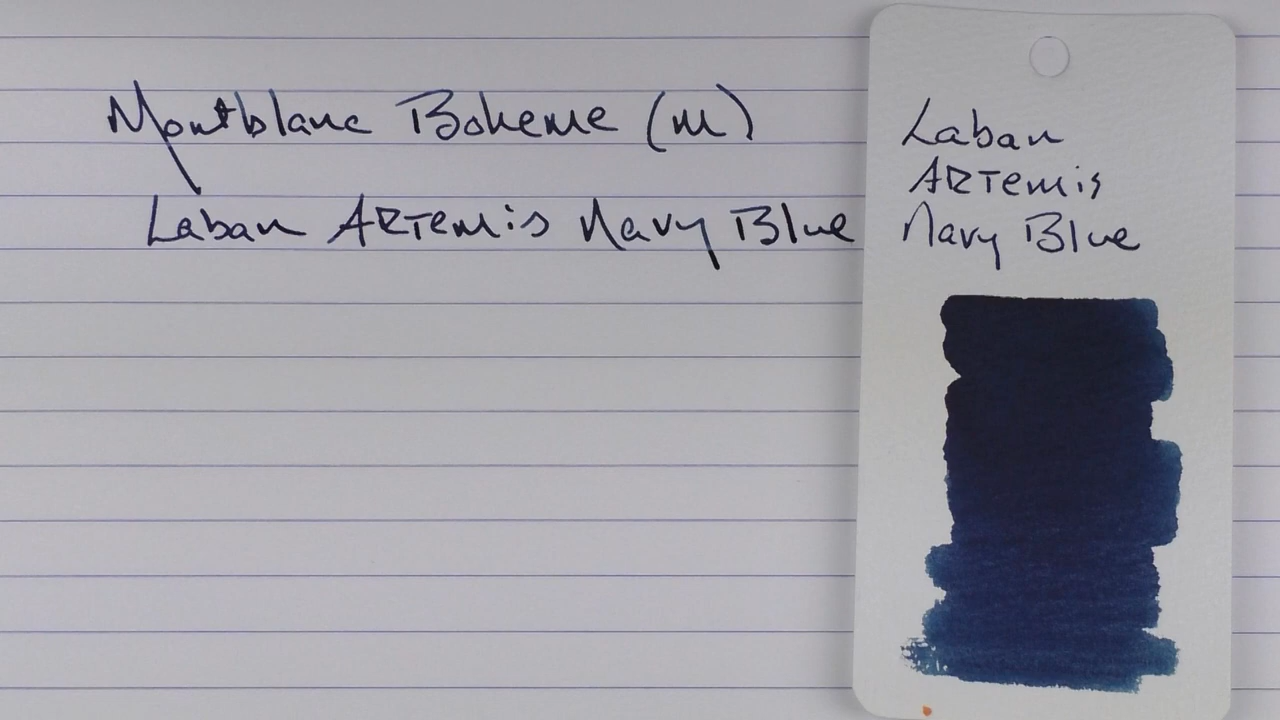 Montblanc Boheme (m)
Laban ARTemis Navy Blue
Laban
ARTemis
Navy Blue